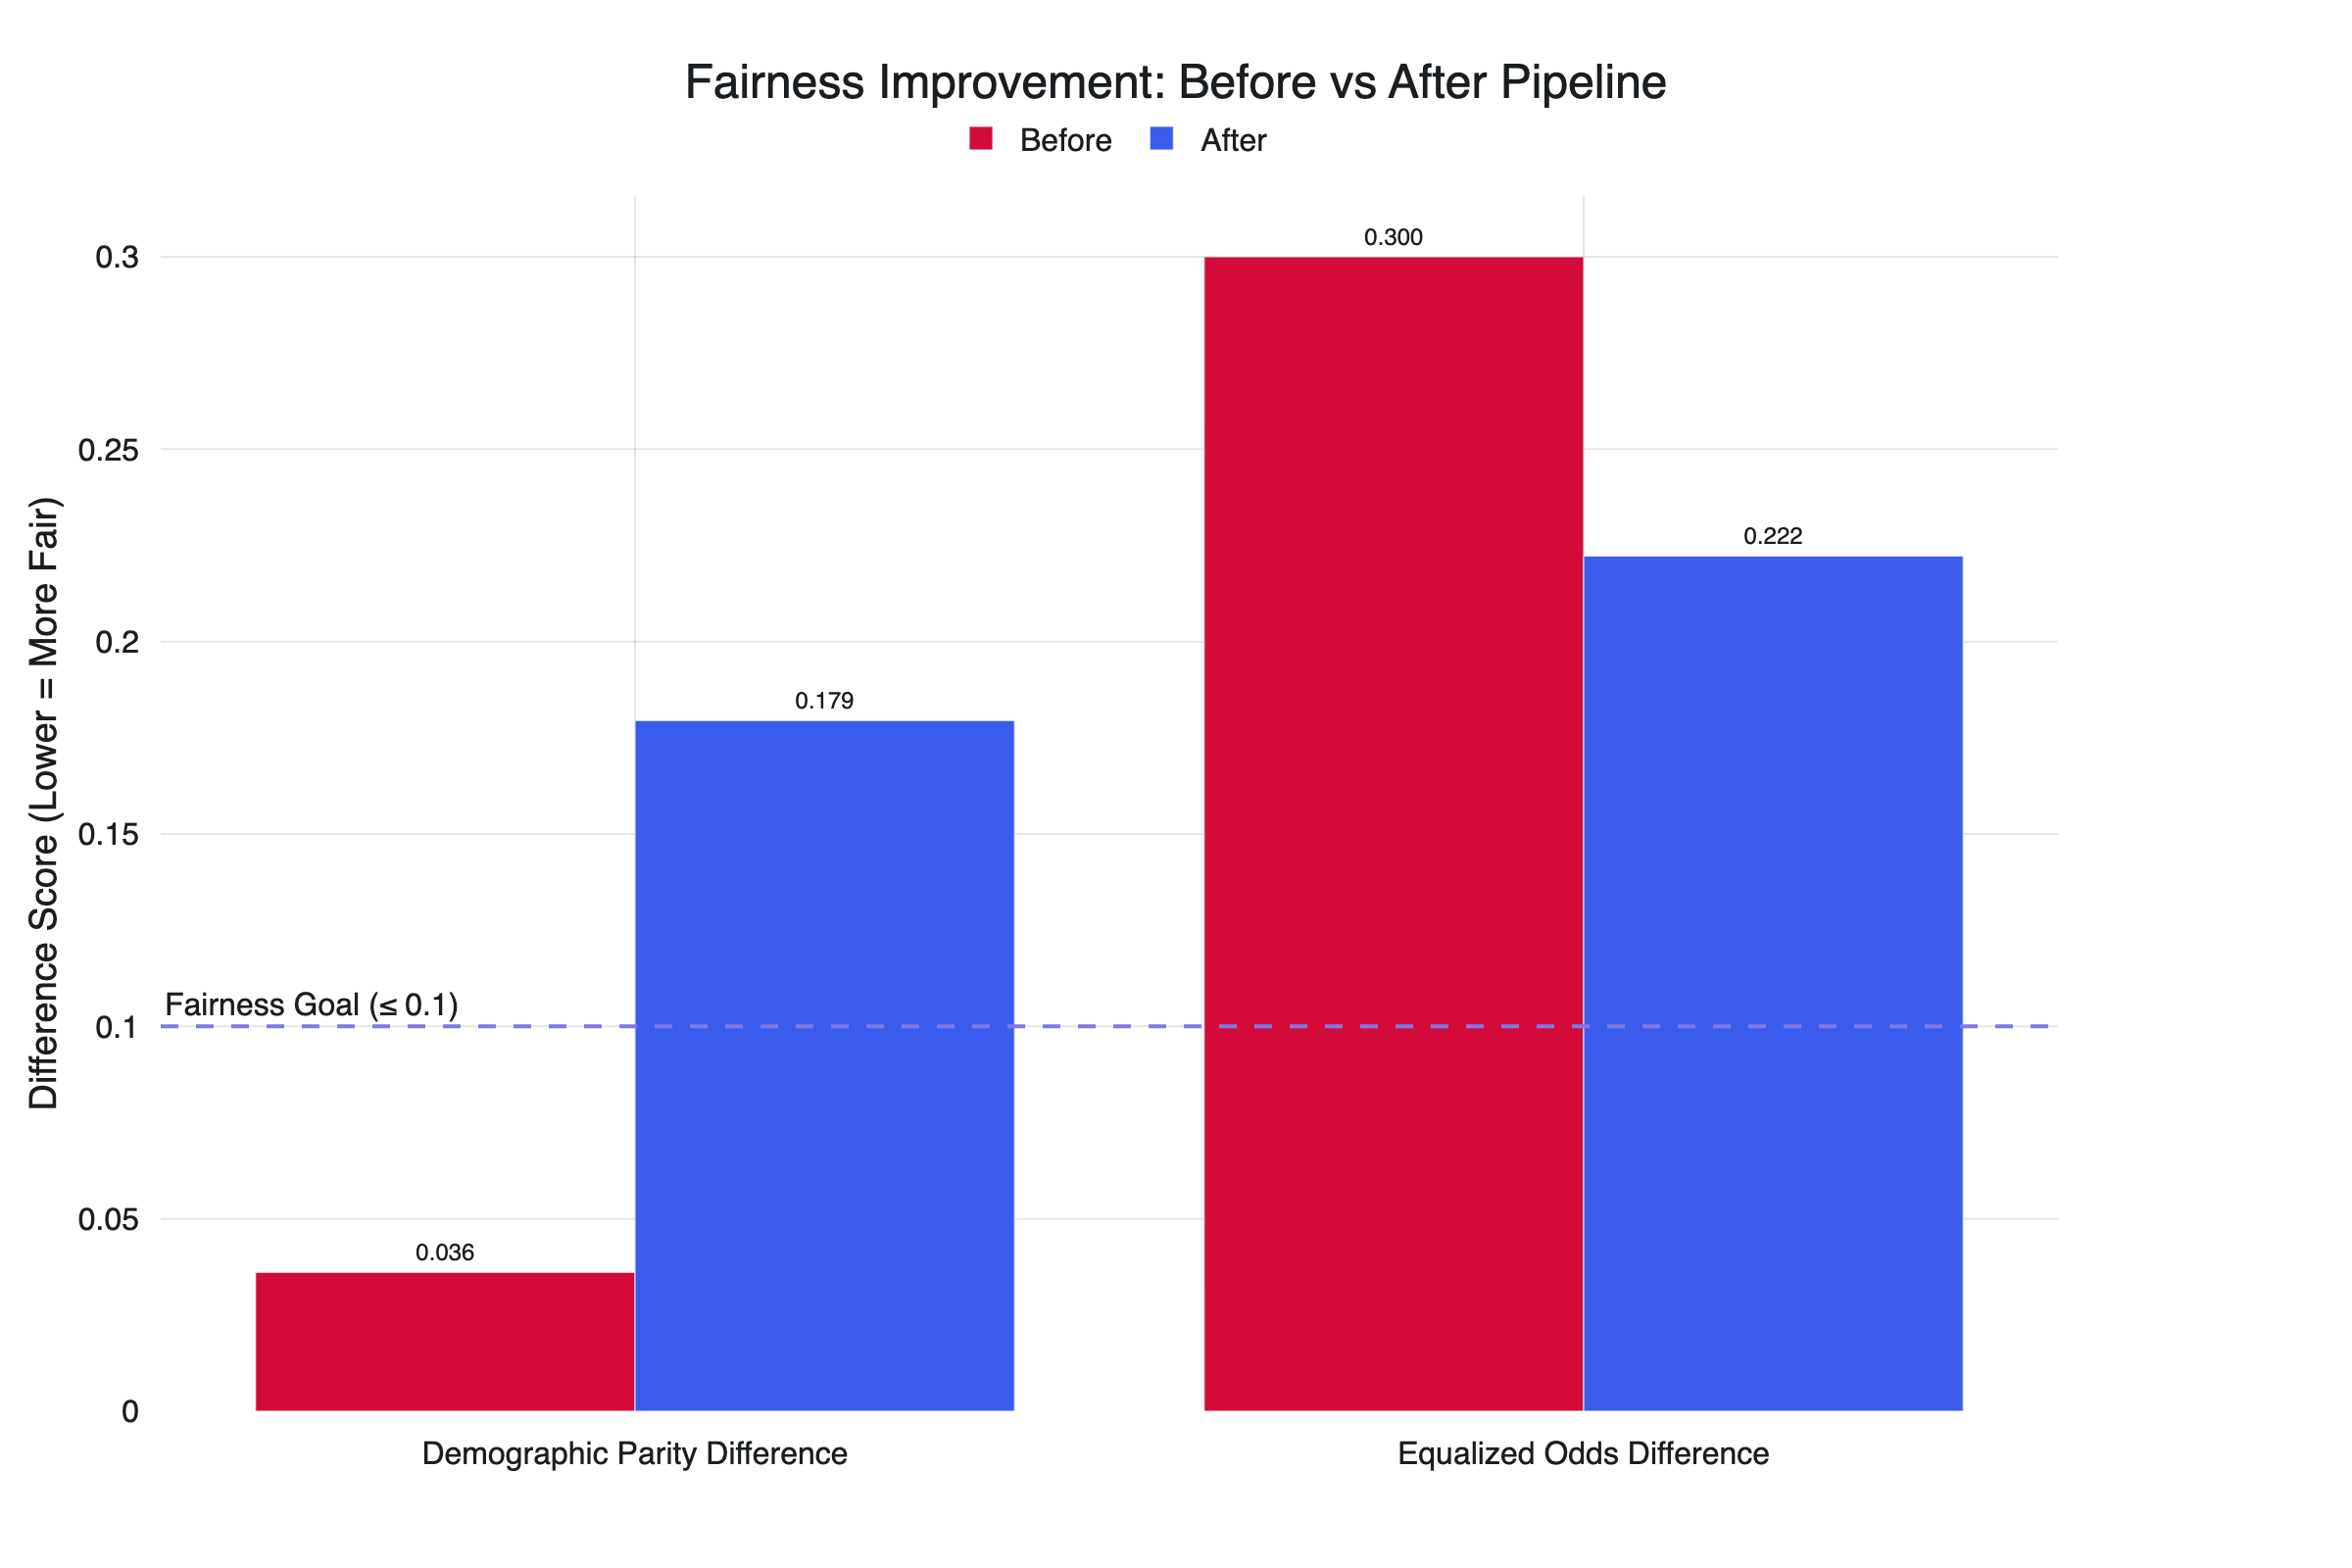 Fairness Improvement: Before vs After Pipeline
Before After
0.3
0.25
0.2
0.15
0.1
0.05
0
Difference Score (Lower = More Fair)
Fairness Goal (≤ 0.1)
0.036
0.179
0.300
0.222
Demographic Parity Difference
Equalized Odds Difference